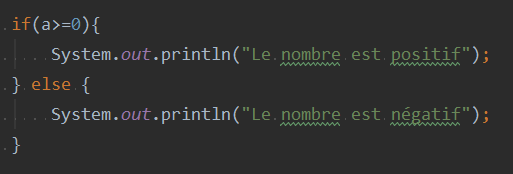 if(a>=0){
System.out.println("Le nombre est positif");
} else {
System.out.println("Le nombre est négatif");
}